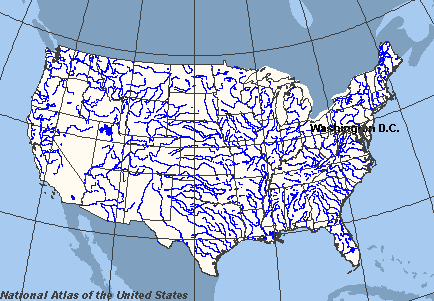 Washington D.C.
National Atlas of the United States